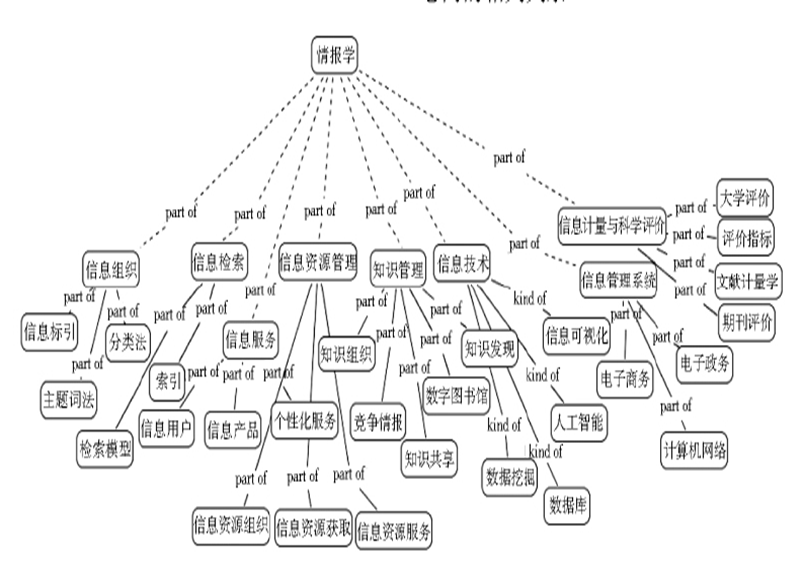 情报学
part of
part of
part of
part of
part of
part of
part of
part of
part of
大学评价
part of
信息计量与科学评价
part of
评价指标
part of
文献计量学
part of
期刊评价
信息组织
信息检索
信息资源管理
知识管理
信息技术
信息管理系统
part of
信息标引
part of
分类法
part of
主题词法
part of
检索模型
part of
索引
信息服务
part of
信息用户
part of
信息产品
part of
个性化服务
part of
知识组织
part of
竞争情报
part of
知识共享
part of
数字图书馆
part of
知识发现
kind of
信息可视化
kind of
人工智能
kind of
数据挖掘
kind of
数据库
part of
电子商务
part of
电子政务
part of
计算机网络
part of
信息资源组织
part of
信息资源获取
part of
信息资源服务